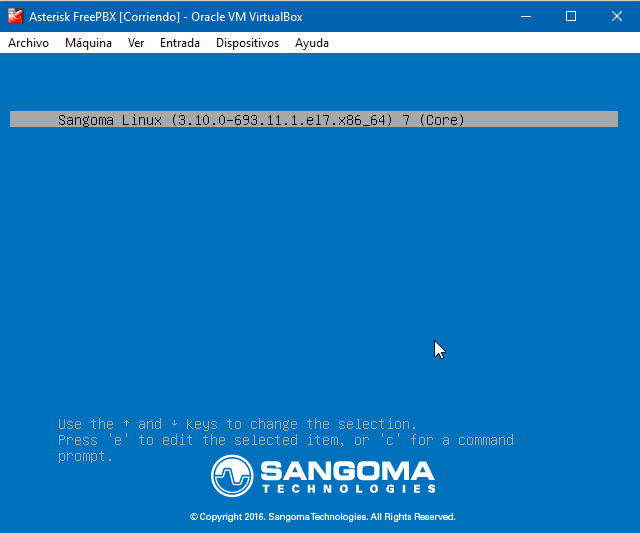 Asterisk FreePBX [Corriendo] - Oracle VM VirtualBox
Archivo Máquina Ver Entrada Dispositivos Ayuda
Sangoma Linux (3.10.0-693.11.1.el7.x86_64) 7 (Core)
Use the ↑ and ↓ keys to change the selection.
Press 'e' to edit the selected item, or 'c' for a command
prompt.
SANGOMA
TECHNOLOGIES
© Copyright 2016. Sangoma Technologies. All Rights Reserved.